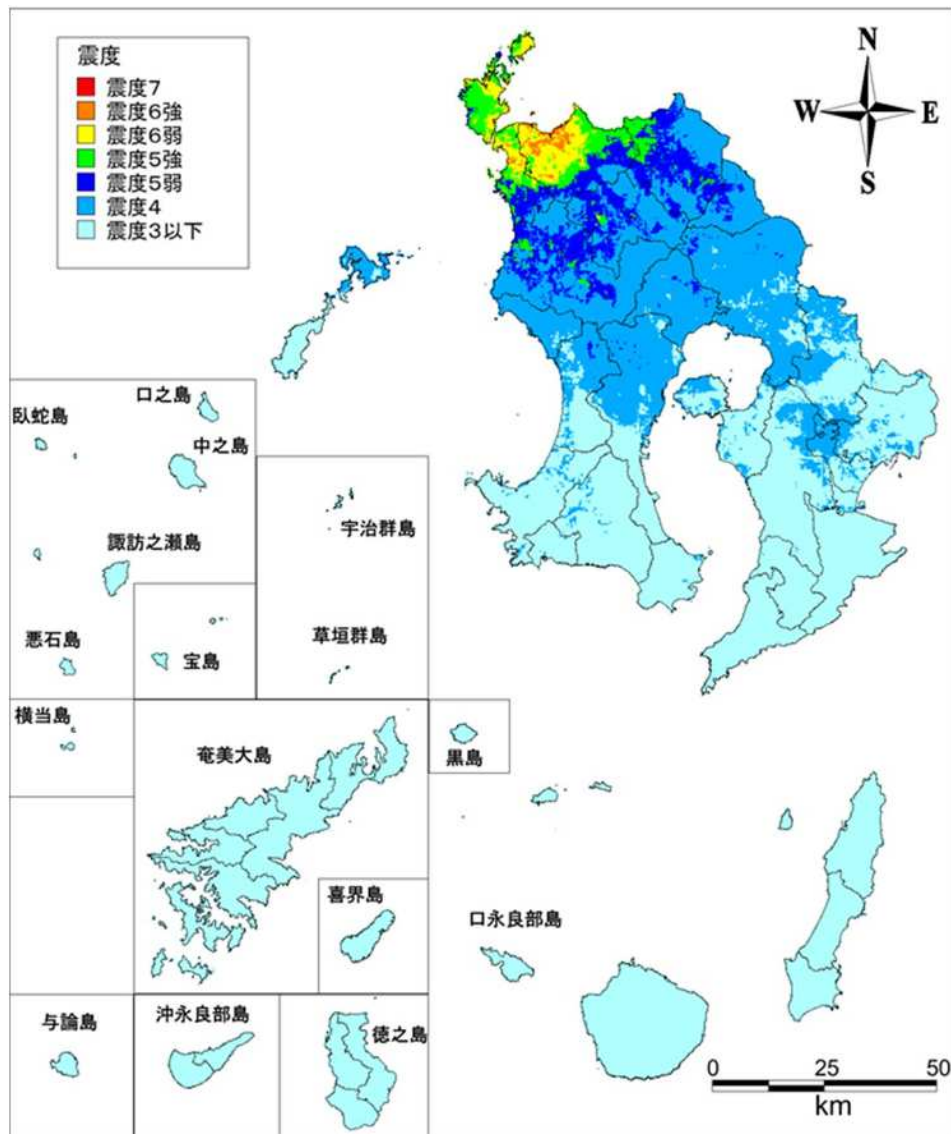 震度
震度7
震度6強
震度6弱
震度5強
震度5弱
震度4
震度3以下
N
W
E
S
口之島
臥蛇島
中之島
宇治群島
諏訪之瀬島
草垣群島
悪石島
宝島
横当島
奄美大島
黒島
喜界島
口永良部島
与論島
沖永良部島
徳之島
0
25
50
km